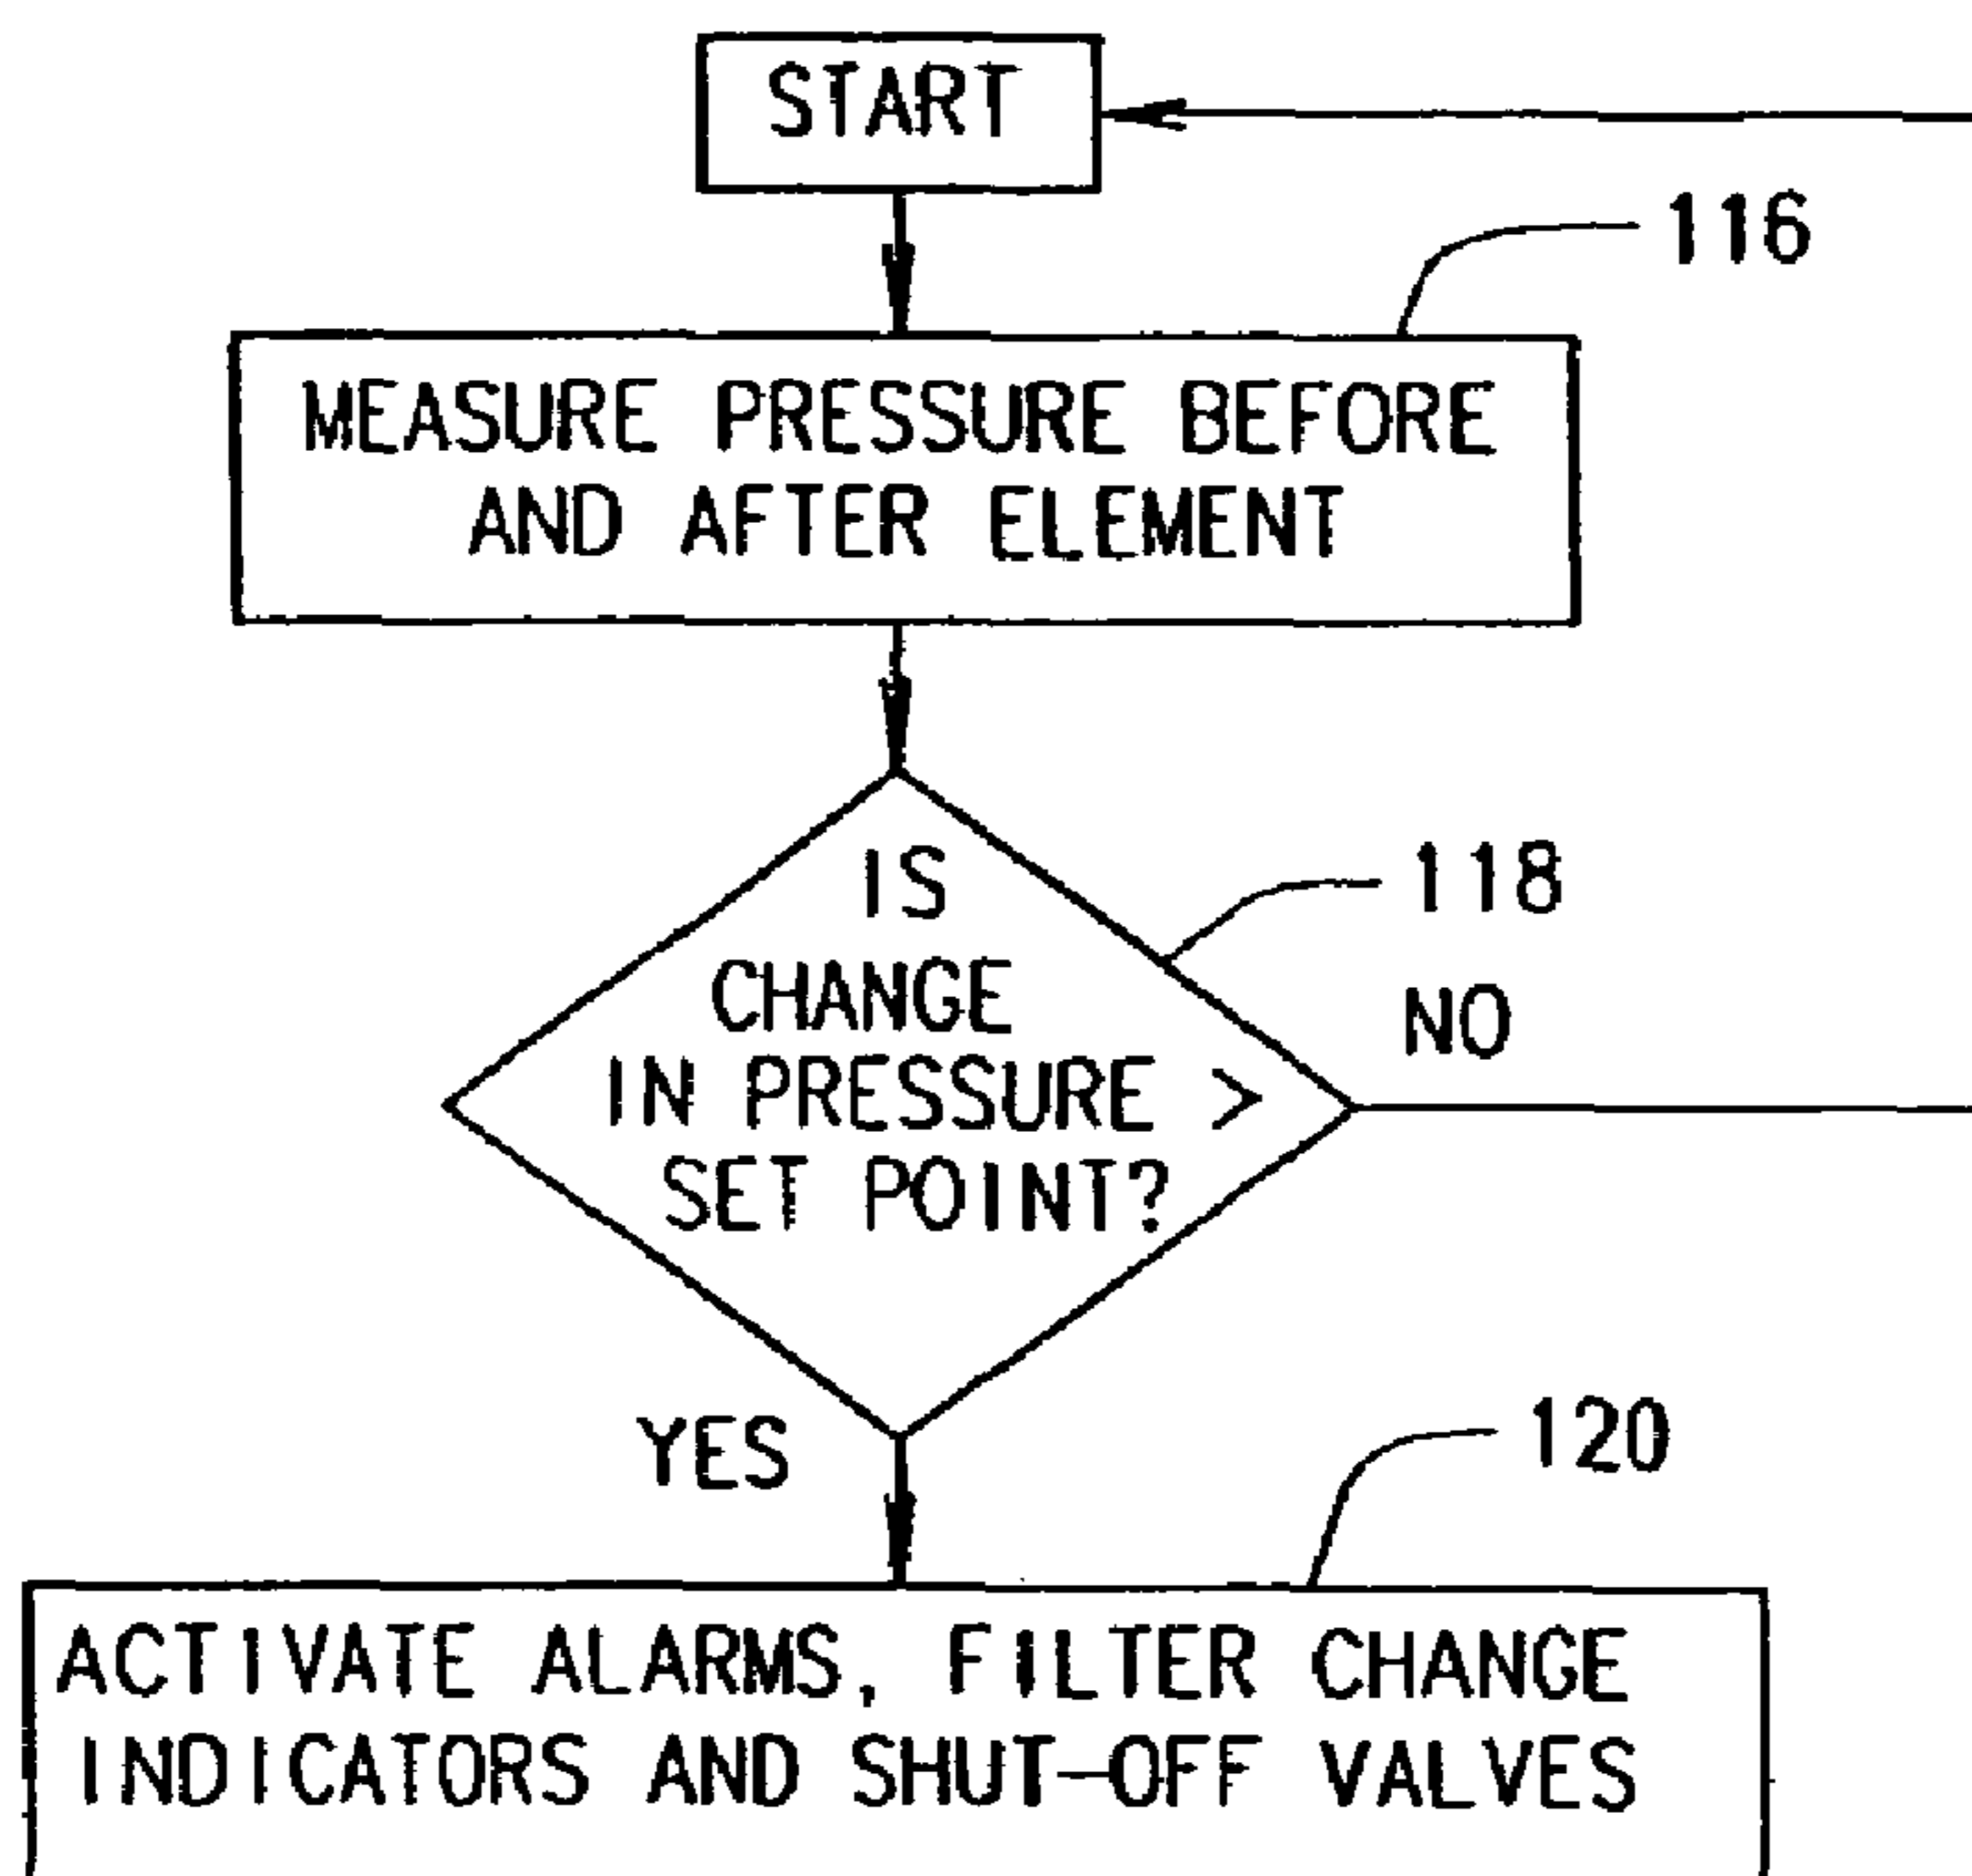 START
116
MEASURE PRESSURE BEFORE
AND AFTER ELEMENT
118
IS
CHANGE
IN PRESSURE >
SET POINT?
NO
YES
120
ACTIVATE ALARMS, FILTER CHANGE
INDICATORS AND SHUT-OFF VALVES